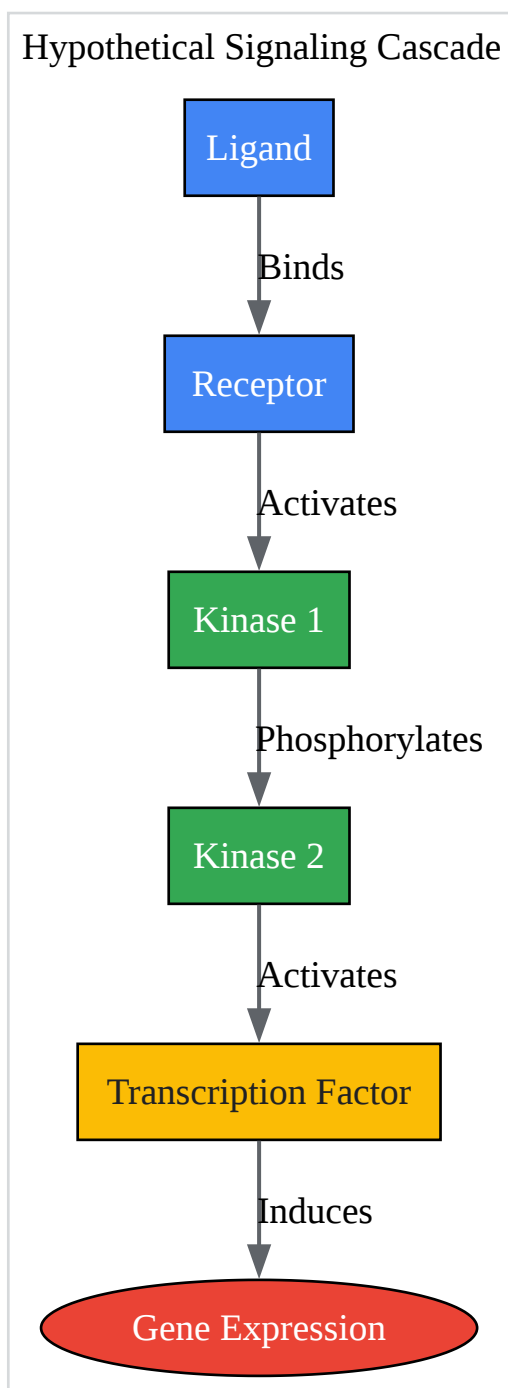 Hypothetical Signaling Cascade
Ligand
Binds
Receptor
Activates
Kinase 1
Phosphorylates
Kinase 2
Activates
Transcription Factor
Induces
Gene Expression